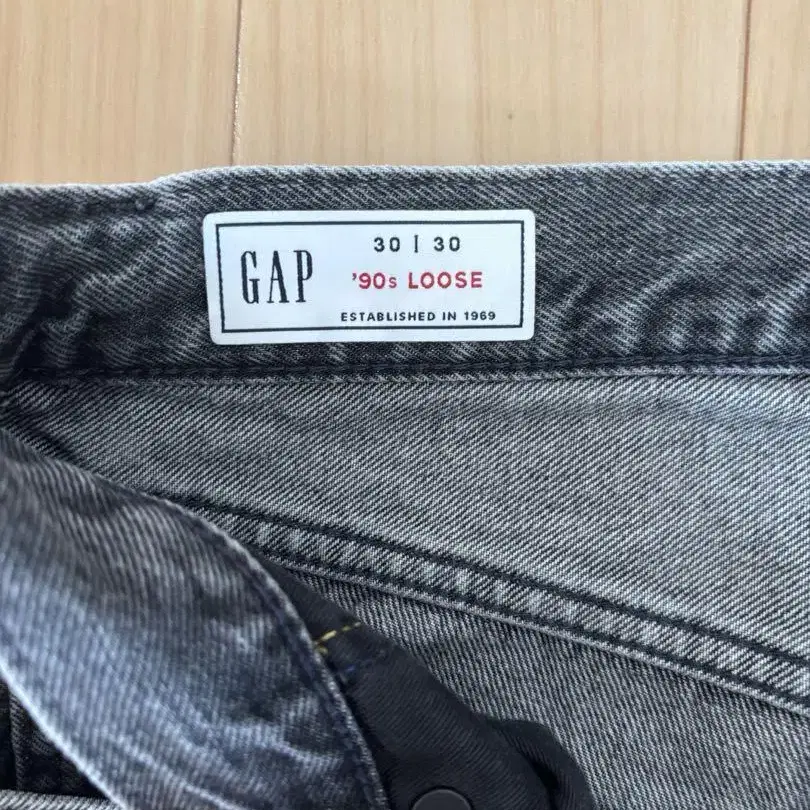 GAP
30 | 30
'90s LOOSE
ESTABLISHED IN 1969